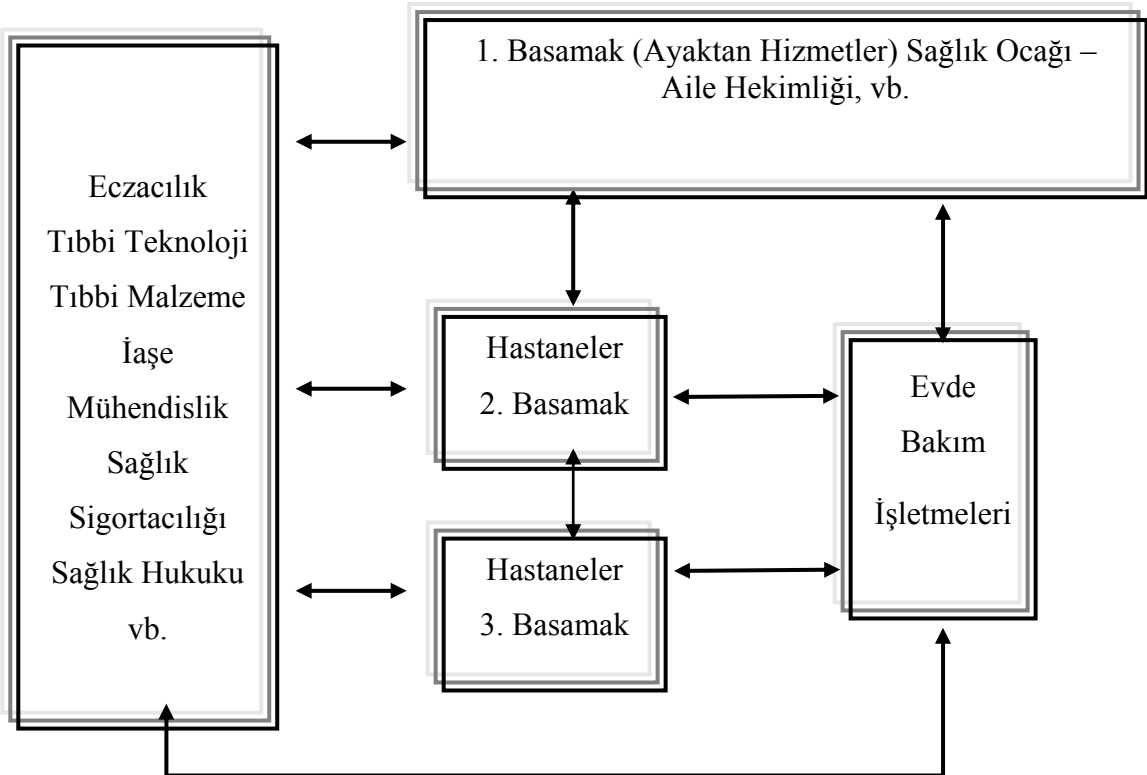 1. Basamak (Ayaktan Hizmetler) Sağlık Ocağı –
Aile Hekimliği, vb.
Eczacılık
Tıbbi Teknoloji
Tıbbi Malzeme
İaşe
Mühendislik
Sağlık
Sigortacılığı
Sağlık Hukuku
vb.
Hastaneler
2. Basamak
Hastaneler
3. Basamak
Evde
Bakım
İşletmeleri